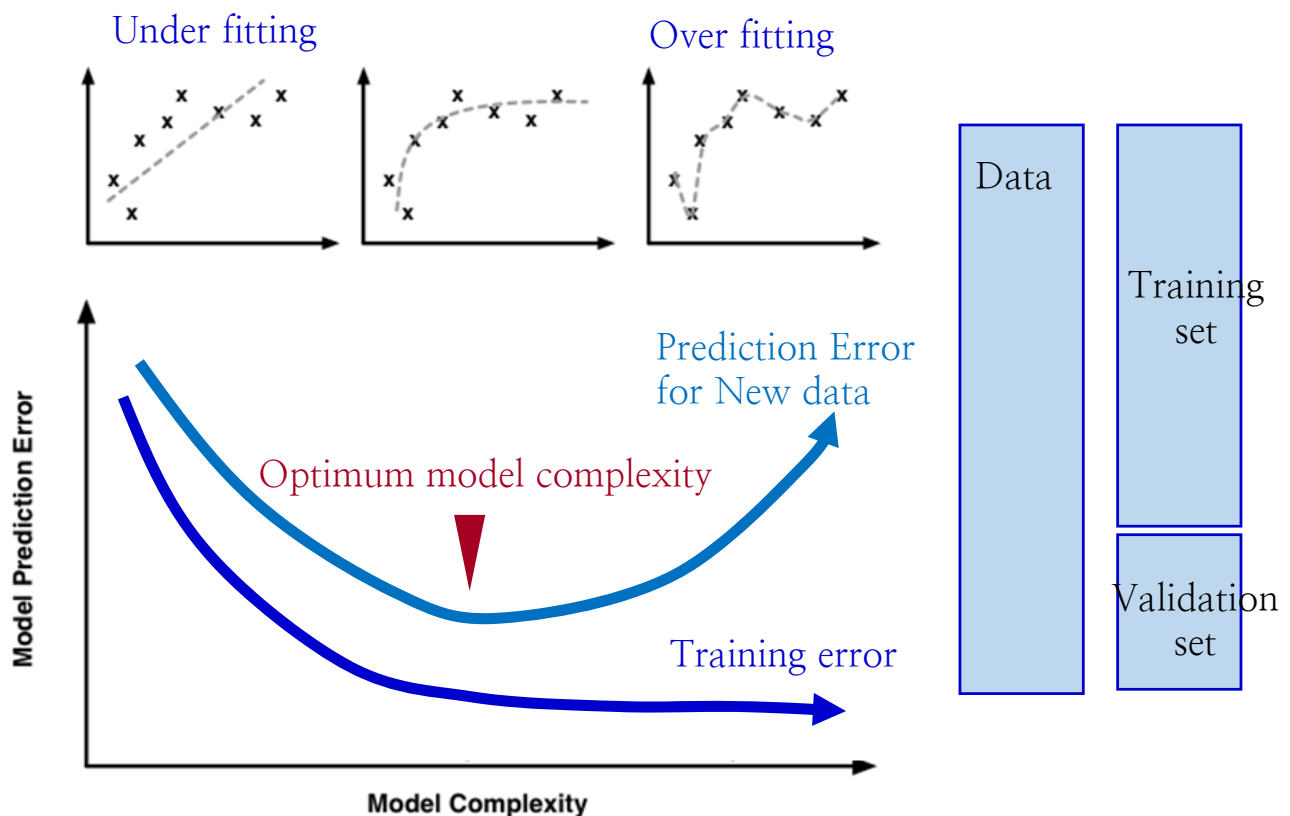 Under fitting
Over fitting
Data
Training
set
Prediction Error
for New data
Optimum model complexity
Validation
set
Training error
Model Prediction Error
Model Complexity